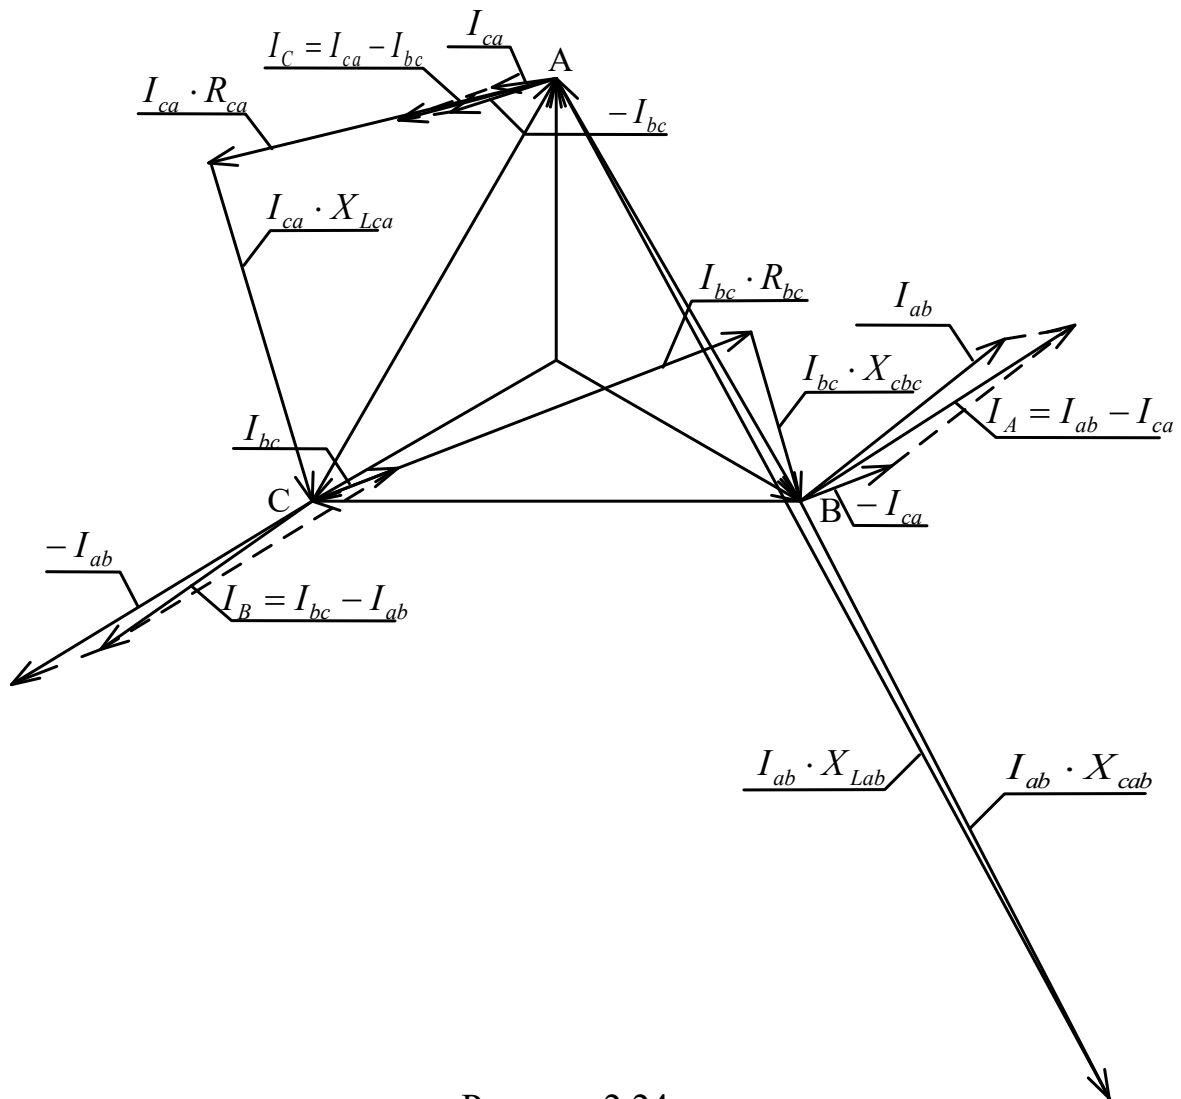 I_ca
I_C = I_ca − I_bc
A
I_ca · R_ca
− I_bc
I_ca · X_Lca
I_bc · R_bc
I_ab
I_bc · X_cbc
I_A = I_ab − I_ca
I_bc
C
B
− I_ca
− I_ab
I_B = I_bc − I_ab
I_ab · X_Lab
I_ab · X_cab